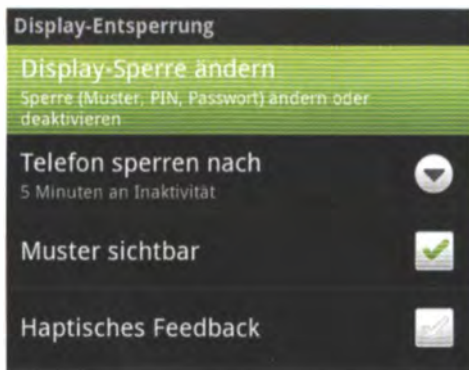 Display-Entsperrung
Display-Sperre ändern
Sperre (Muster, PIN, Passwort) ändern oder
deaktivieren
Telefon sperren nach
5 Minuten an Inaktivität
Muster sichtbar
Haptisches Feedback